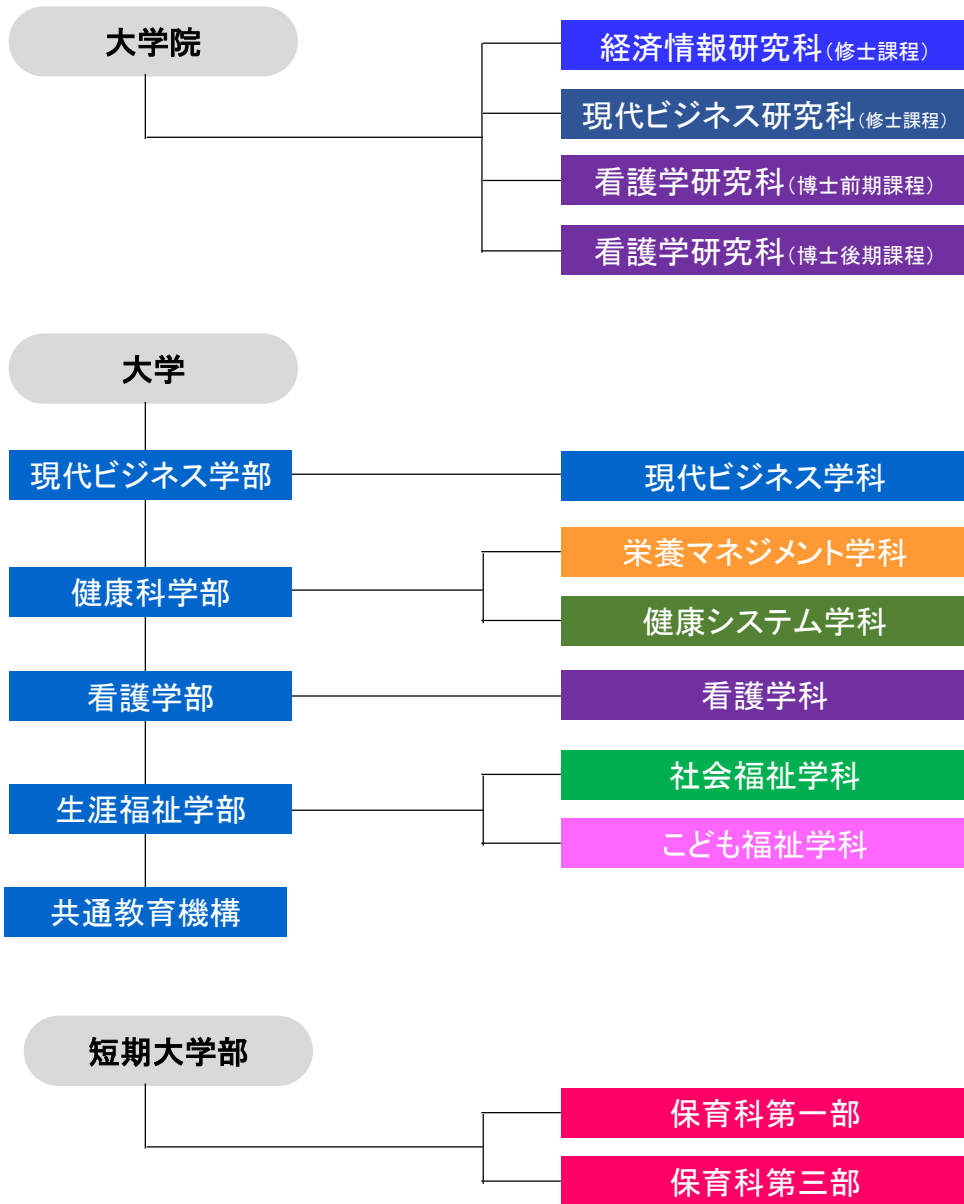 大学院
経済情報研究科(修士課程)
現代ビジネス研究科(修士課程)
看護学研究科(博士前期課程)
看護学研究科(博士後期課程)
大学
現代ビジネス学部
現代ビジネス学科
健康科学部
栄養マネジメント学科
健康システム学科
看護学部
看護学科
生涯福祉学部
社会福祉学科
こども福祉学科
共通教育機構
短期大学部
保育科第一部
保育科第三部